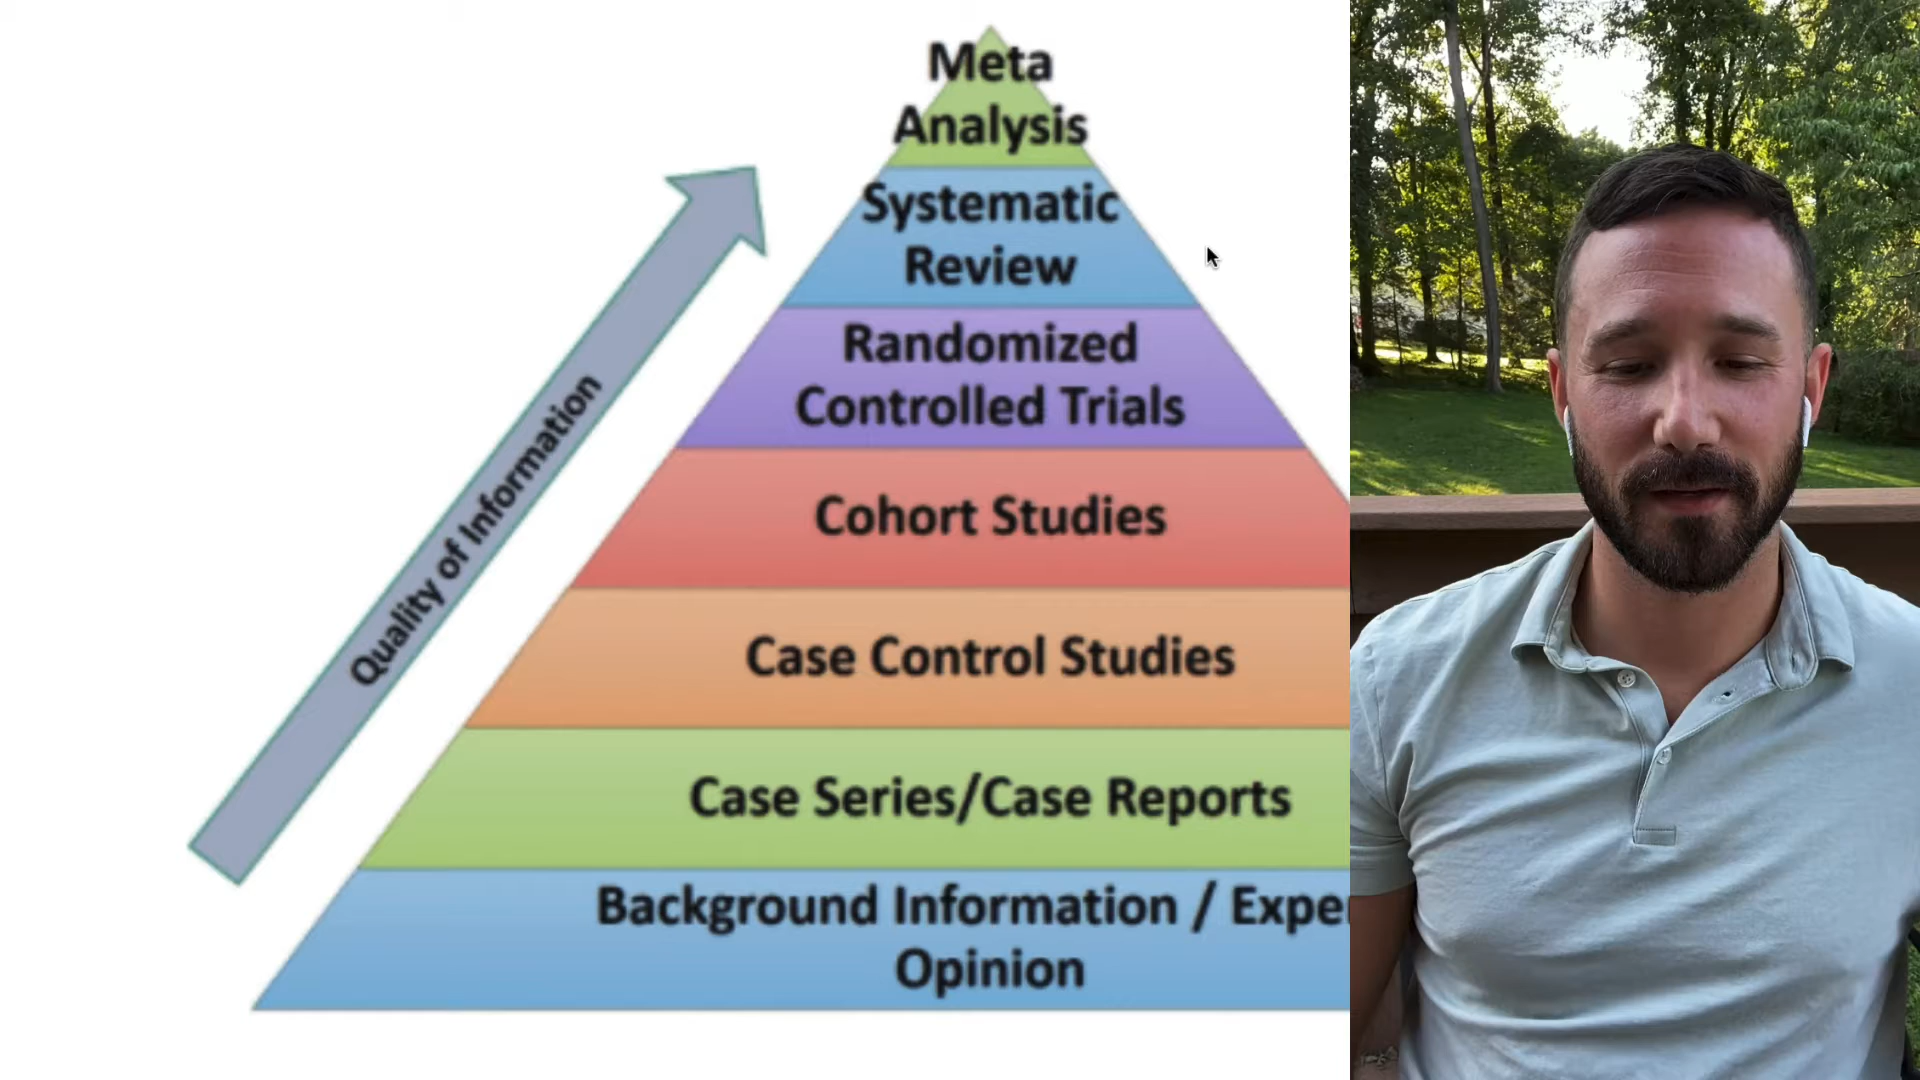 Meta
Analysis
Systematic
Review
Randomized
Controlled Trials
Cohort Studies
Case Control Studies
Case Series/Case Reports
Background Information / Expe
Opinion
Quality of Information